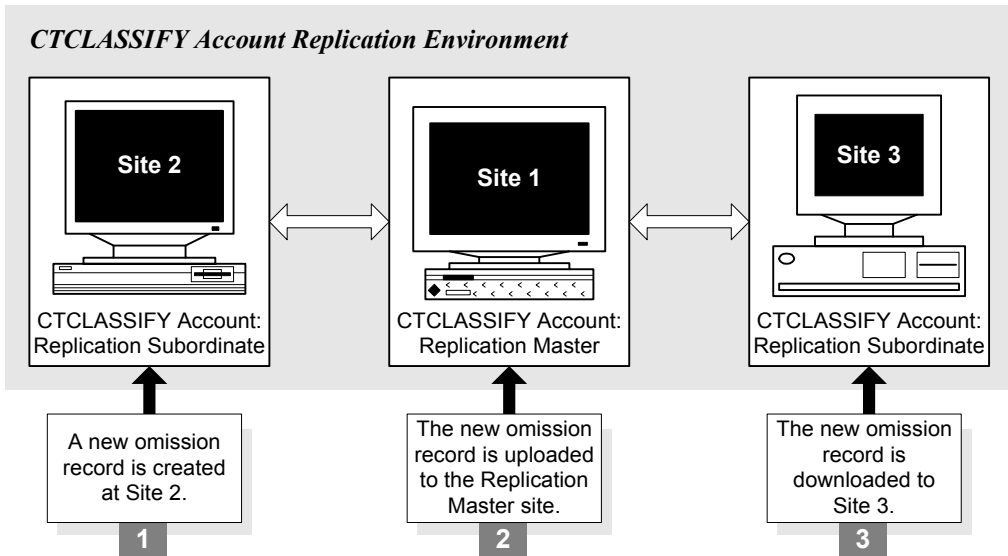 CTCLASSIFY Account Replication Environment
Site 2
CTCLASSIFY Account:
Replication Subordinate
Site 1
CTCLASSIFY Account:
Replication Master
Site 3
CTCLASSIFY Account:
Replication Subordinate
A new omission
record is created
at Site 2.
1
The new omission
record is uploaded
to the Replication
Master site.
2
The new omission
record is
downloaded to
Site 3.
3